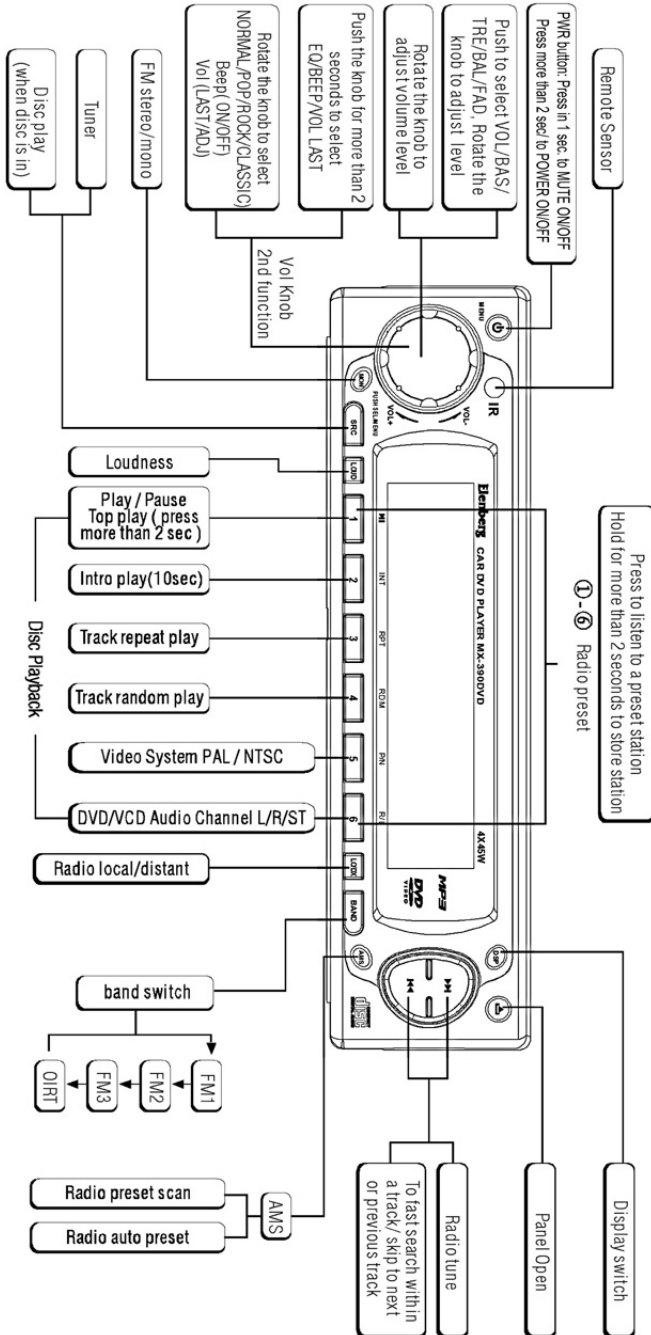 Remote Sensor
PWR button: Press in 1 sec. to MUTE ON/OFF
Press more than 2 sec/ to POWER ON/OFF
Push to select VOL/BAS/
TRE/BAL/FAD, Rotate the
knob to adjust level
Rotate the knob to
adjust volume level
Push the knob for more than 2
seconds to select
EQ/BEEP/VOL LAST
Rotate the knob to select
NORMAL/POP/ROCK/CLASSIC)
Beep( ON/OFF)
Vol (LAST/ADJ)
Vol Knob
2nd function
FM stereo/mono
Tuner
Disc play
(when disc is in)
Press to listen to a preset station
Hold for more than 2 seconds to store station
①-⑥ Radio preset
MENU
IR
VOL-
VOL+
PUSH SEL/MENU
MON
SRC
LOUD
1
2
3
4
5
6
INT
RPT
RDM
P/N
LO/DX
BAND
AMS
DSP
Elenberg CAR DVD PLAYER MX-390DVD
4X45W
MP3
DVD
VIDEO
disc
Loudness
Play / Pause
Top play ( press
more than 2 sec )
Intro play(10sec)
Track repeat play
Track random play
Video System PAL / NTSC
DVD/VCD Audio Channel L/R/ST
Disc Playback
Radio local/distant
band switch
FM1
FM2
FM3
OIRT
AMS
Radio preset scan
Radio auto preset
Display switch
Panel Open
Radio tune
To fast search within
a track/ skip to next
or previous track